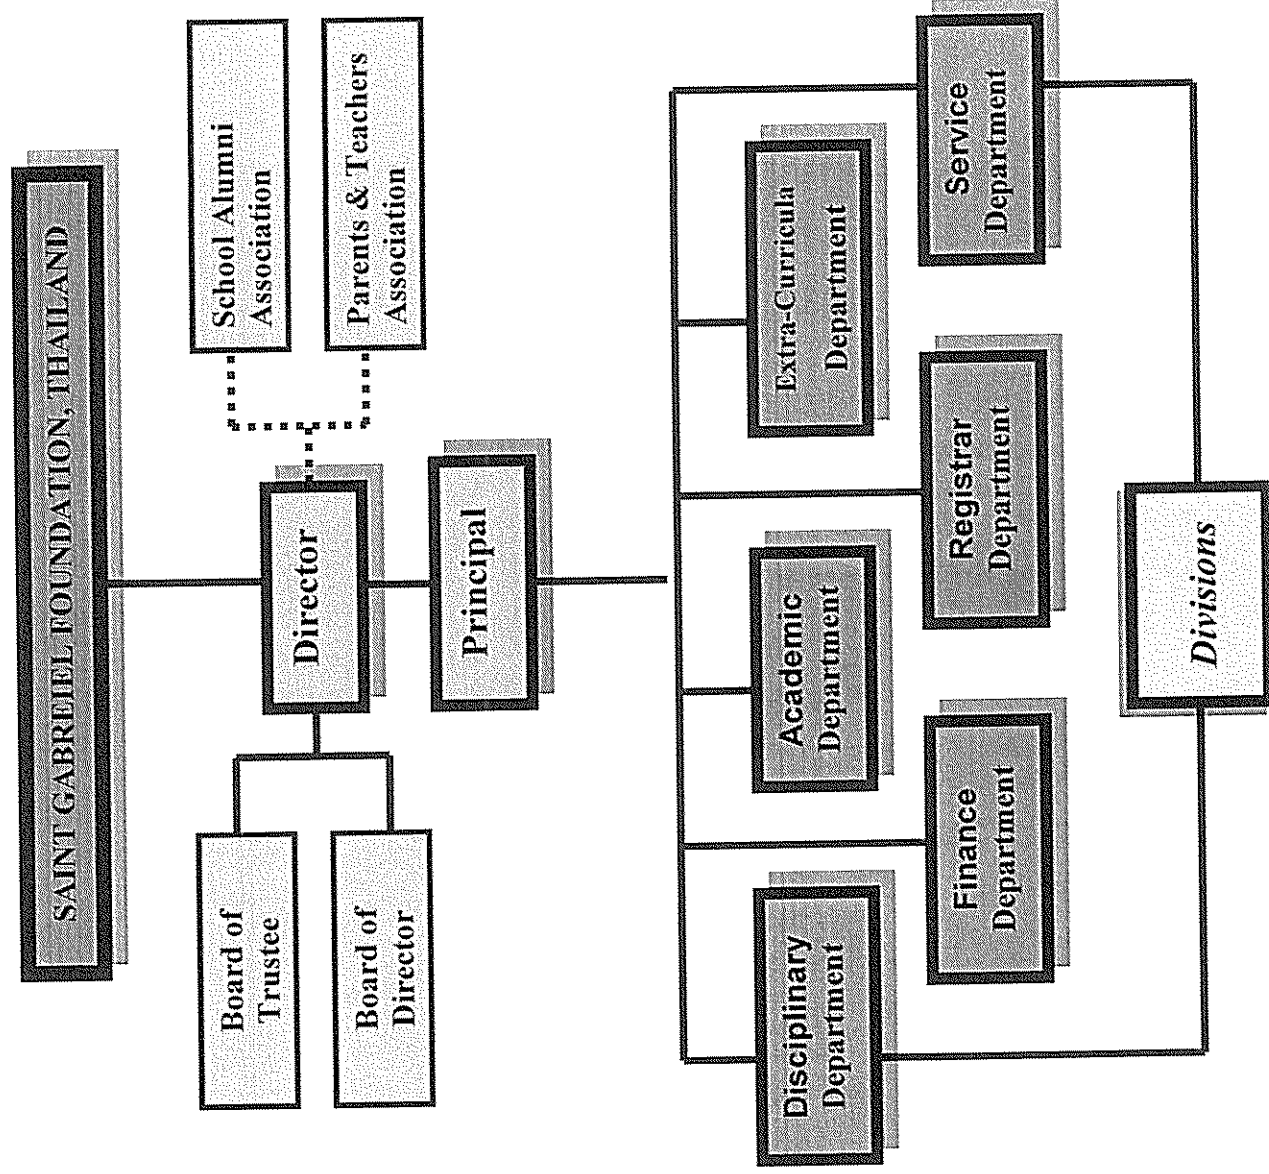 SAINT GABREIEL FOUNDATION, THAILAND
Board of
Trustee
Board of
Director
Director
School Alumni
Association
Parents & Teachers
Association
Principal
Disciplinary
Department
Academic
Department
Extra-Curricula
Department
Finance
Department
Registrar
Department
Service
Department
Divisions